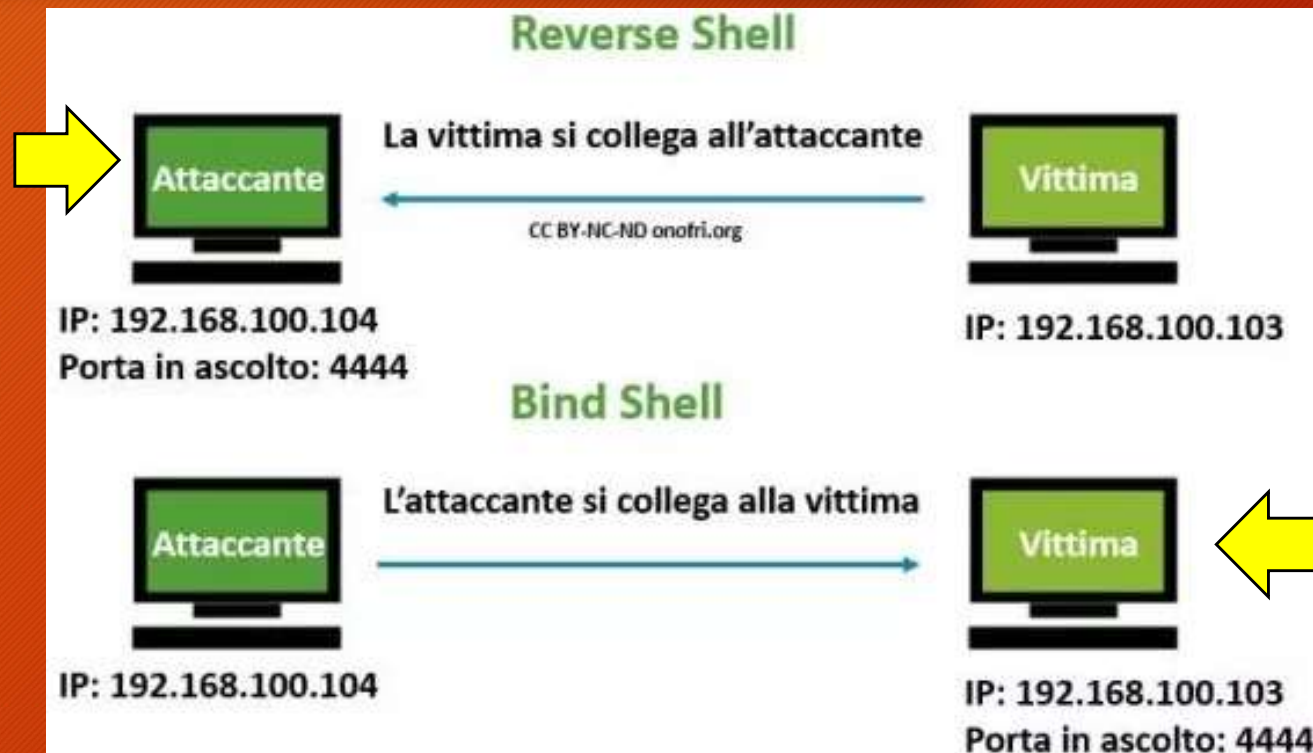 Reverse Shell
La vittima si collega all'attaccante
Attaccante
Vittima
CC BY-NC-ND onofri.org
IP: 192.168.100.104
Porta in ascolto: 4444
IP: 192.168.100.103
Bind Shell
L'attaccante si collega alla vittima
Attaccante
Vittima
IP: 192.168.100.104
IP: 192.168.100.103
Porta in ascolto: 4444